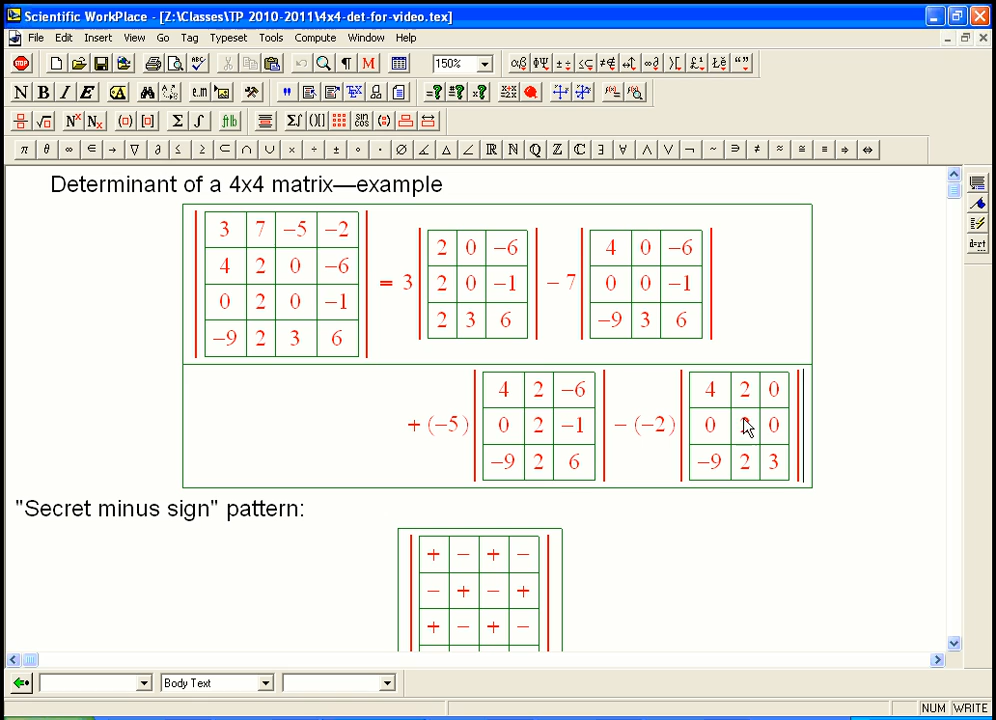 Scientific WorkPlace - [Z:\Classes\TP 2010-2011\4x4-det-for-video.tex]
File Edit Insert View Go Tag Typeset Tools Compute Window Help
150%
N B I E
π θ ∞ ∈ → ∇ ∂ ≤ ≥ ⊂ ∩ ∪ × ÷ ± ∘ · ∅ ∠ △ ∠ ℝ ℕ ℚ ℤ ℂ ∃ ∀ ∧ ∨ ¬ ~ ∋ ≠ ≈ ≅ ≡ ⇒ ⇔
Determinant of a 4x4 matrix—example
3 7 −5 −2
4 2 0 −6
0 2 0 −1
−9 2 3 6
= 3
2 0 −6
2 0 −1
2 3 6
− 7
4 0 −6
0 0 −1
−9 3 6
+ (−5)
4 2 −6
0 2 −1
−9 2 6
− (−2)
4 2 0
0 2 0
−9 2 3
"Secret minus sign" pattern:
+ − + −
− + − +
+ − + −
Body Text
NUM WRITE